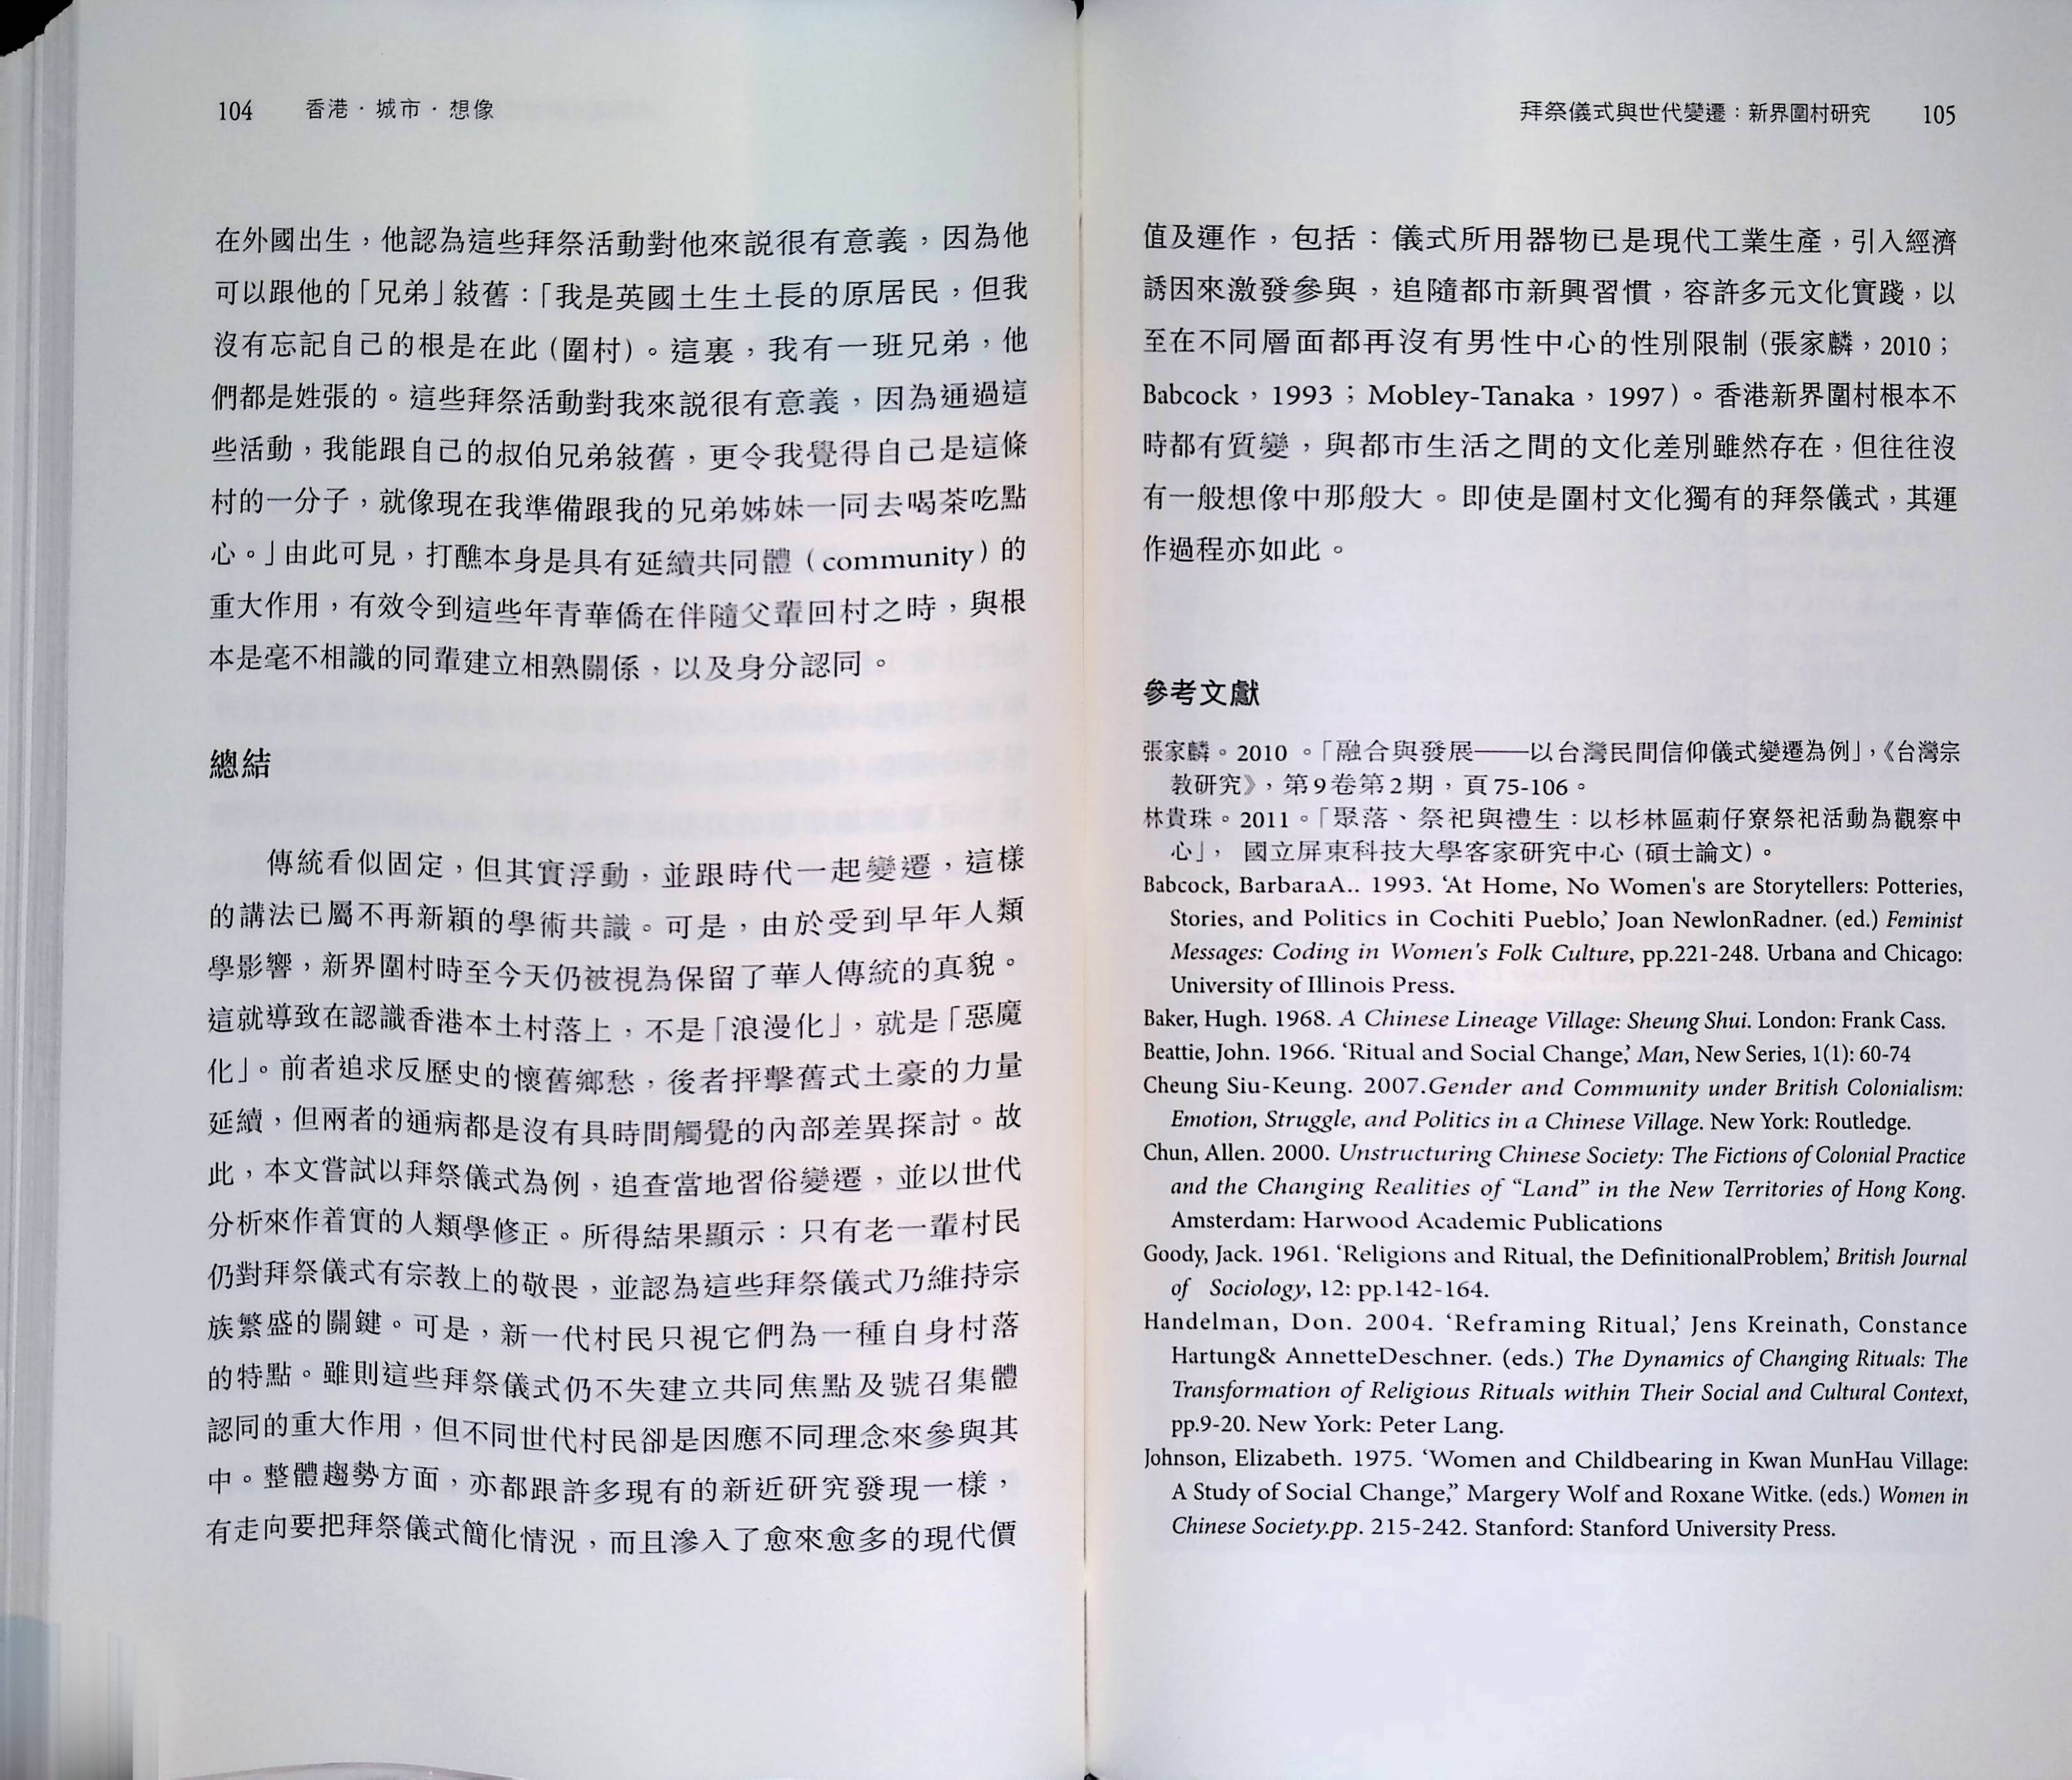 104 香港．城市．想像
在外國出生，他認為這些拜祭活動對他來説很有意義，因為他
可以跟他的「兄弟」敍舊：「我是英國土生土長的原居民，但我
沒有忘記自己的根是在此（圍村）。這裏，我有一班兄弟，他
們都是姓張的。這些拜祭活動對我來説很有意義，因為通過這
些活動，我能跟自己的叔伯兄弟敍舊，更令我覺得自己是這條
村的一分子，就像現在我準備跟我的兄弟姊妹一同去喝茶吃點
心。」由此可見，打醮本身是具有延續共同體（community）的
重大作用，有效令到這些年青華僑在伴隨父輩回村之時，與根
本是毫不相識的同輩建立相熟關係，以及身分認同。
總結
傳統看似固定，但其實浮動，並跟時代一起變遷，這樣
的講法已屬不再新穎的學術共識。可是，由於受到早年人類
學影響，新界圍村時至今天仍被視為保留了華人傳統的真貌。
這就導致在認識香港本土村落上，不是「浪漫化」，就是「惡魔
化」。前者追求反歷史的懷舊鄉愁，後者抨擊舊式土豪的力量
延續，但兩者的通病都是沒有具時間觸覺的內部差異探討。故
此，本文嘗試以拜祭儀式為例，追查當地習俗變遷，並以世代
分析來作着實的人類學修正。所得結果顯示：只有老一輩村民
仍對拜祭儀式有宗教上的敬畏，並認為這些拜祭儀式乃維持宗
族繁盛的關鍵。可是，新一代村民只視它們為一種自身村落
的特點。雖則這些拜祭儀式仍不失建立共同焦點及號召集體
認同的重大作用，但不同世代村民卻是因應不同理念來參與其
中。整體趨勢方面，亦都跟許多現有的新近研究發現一樣，
有走向要把拜祭儀式簡化情況，而且滲入了愈來愈多的現代價
拜祭儀式與世代變遷：新界圍村研究 105
值及運作，包括：儀式所用器物已是現代工業生產，引入經濟
誘因來激發參與，追隨都市新興習慣，容許多元文化實踐，以
至在不同層面都再沒有男性中心的性別限制（張家麟，2010；
Babcock，1993；Mobley-Tanaka，1997）。香港新界圍村根本不
時都有質變，與都市生活之間的文化差別雖然存在，但往往沒
有一般想像中那般大。即使是圍村文化獨有的拜祭儀式，其運
作過程亦如此。
參考文獻
張家麟。2010。「融合與發展——以台灣民間信仰儀式變遷為例」，《台灣宗
教研究》，第9卷第2期，頁75-106。
林貴珠。2011。「聚落、祭祀與禮生：以杉林區莿仔寮祭祀活動為觀察中
心」， 國立屏東科技大學客家研究中心（碩士論文）。
Babcock, BarbaraA.. 1993. ‘At Home, No Women's are Storytellers: Potteries,
Stories, and Politics in Cochiti Pueblo,’ Joan NewlonRadner. (ed.) Feminist
Messages: Coding in Women's Folk Culture, pp.221-248. Urbana and Chicago:
University of Illinois Press.
Baker, Hugh. 1968. A Chinese Lineage Village: Sheung Shui. London: Frank Cass.
Beattie, John. 1966. ‘Ritual and Social Change,’ Man, New Series, 1(1): 60-74
Cheung Siu-Keung. 2007.Gender and Community under British Colonialism:
Emotion, Struggle, and Politics in a Chinese Village. New York: Routledge.
Chun, Allen. 2000. Unstructuring Chinese Society: The Fictions of Colonial Practice
and the Changing Realities of “Land” in the New Territories of Hong Kong.
Amsterdam: Harwood Academic Publications
Goody, Jack. 1961. ‘Religions and Ritual, the DefinitionalProblem,’ British Journal
of Sociology, 12: pp.142-164.
Handelman, Don. 2004. ‘Reframing Ritual,’ Jens Kreinath, Constance
Hartung& AnnetteDeschner. (eds.) The Dynamics of Changing Rituals: The
Transformation of Religious Rituals within Their Social and Cultural Context,
pp.9-20. New York: Peter Lang.
Johnson, Elizabeth. 1975. ‘Women and Childbearing in Kwan MunHau Village:
A Study of Social Change,” Margery Wolf and Roxane Witke. (eds.) Women in
Chinese Society.pp. 215-242. Stanford: Stanford University Press.